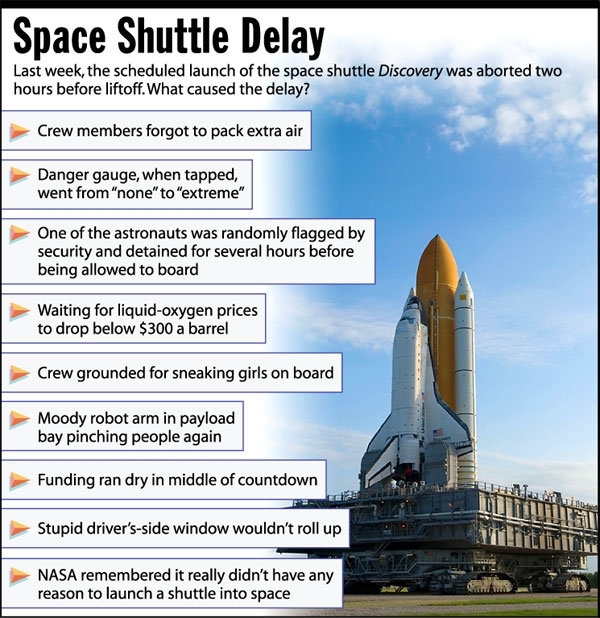 Space Shuttle Delay
Last week, the scheduled launch of the space shuttle Discovery was aborted two
hours before liftoff. What caused the delay?
Crew members forgot to pack extra air
Danger gauge, when tapped,
went from “none” to “extreme”
One of the astronauts was randomly flagged by
security and detained for several hours before
being allowed to board
Waiting for liquid-oxygen prices
to drop below $300 a barrel
Crew grounded for sneaking girls on board
Moody robot arm in payload
bay pinching people again
Funding ran dry in middle of countdown
Stupid driver’s-side window wouldn’t roll up
NASA remembered it really didn’t have any
reason to launch a shuttle into space
United States